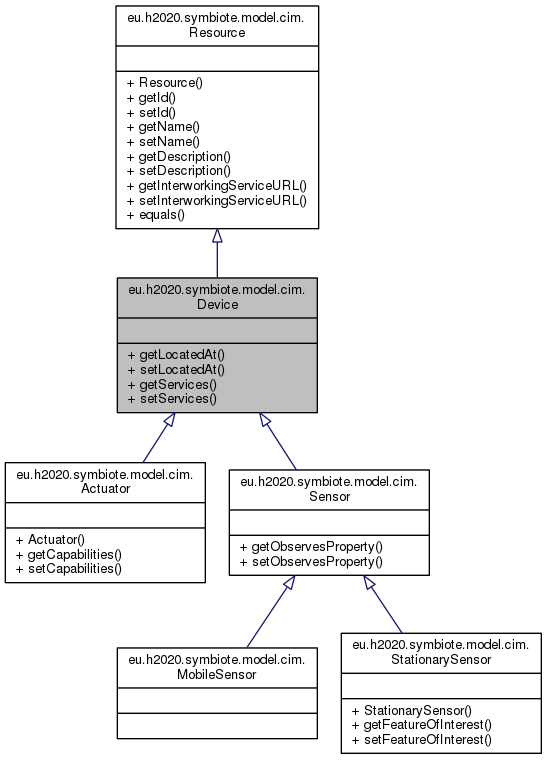 eu.h2020.symbiote.model.cim.
Resource
+ Resource()
+ getId()
+ setId()
+ getName()
+ setName()
+ getDescription()
+ setDescription()
+ getInterworkingServiceURL()
+ setInterworkingServiceURL()
+ equals()
eu.h2020.symbiote.model.cim.
Device
+ getLocatedAt()
+ setLocatedAt()
+ getServices()
+ setServices()
eu.h2020.symbiote.model.cim.
Actuator
+ Actuator()
+ getCapabilities()
+ setCapabilities()
eu.h2020.symbiote.model.cim.
Sensor
+ getObservesProperty()
+ setObservesProperty()
eu.h2020.symbiote.model.cim.
MobileSensor
eu.h2020.symbiote.model.cim.
StationarySensor
+ StationarySensor()
+ getFeatureOfInterest()
+ setFeatureOfInterest()